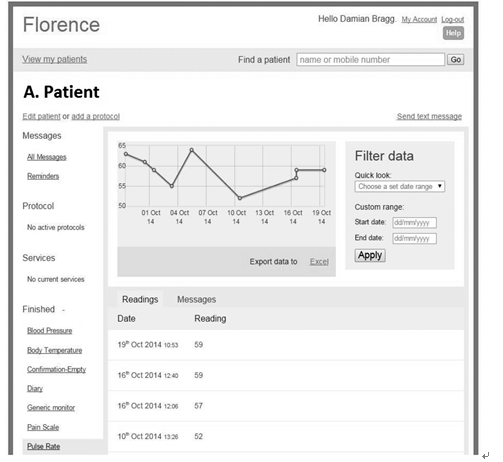 Florence
Hello Damian Bragg. My Account Log-out
Help
View my patients
Find a patient name or mobile number Go
A. Patient
Edit patient or add a protocol
Send text message
Messages
All Messages
Reminders
Protocol
No active protocols
Services
No current services
Finished -
Blood Pressure
Body Temperature
Confirmation-Empty
Diary
Generic monitor
Pain Scale
Pulse Rate
65
60
55
50
01 Oct 14 04 Oct 14 07 Oct 14 10 Oct 14 13 Oct 14 16 Oct 14 19 Oct 14
Export data to Excel
Filter data
Quick look:
Choose a set date range
Custom range:
Start date: dd/mm/yyyy
End date: dd/mm/yyyy
Apply
Readings Messages
Date Reading
19th Oct 2014 10:53 59
16th Oct 2014 12:40 59
16th Oct 2014 12:06 57
10th Oct 2014 13:26 52